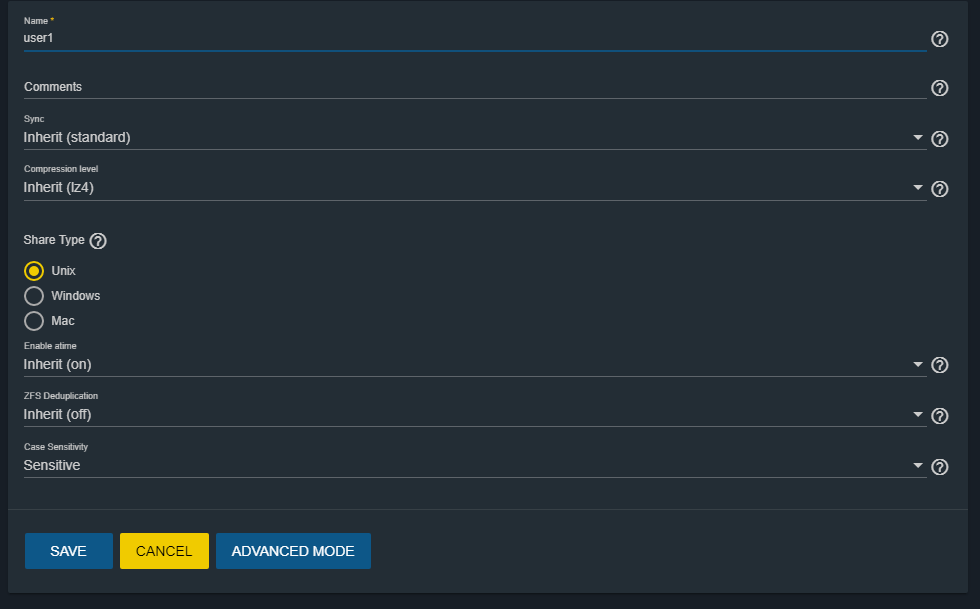 Name *
user1
Comments
Sync
Inherit (standard)
Compression level
Inherit (lz4)
Share Type
Unix
Windows
Mac
Enable atime
Inherit (on)
ZFS Deduplication
Inherit (off)
Case Sensitivity
Sensitive
SAVE CANCEL ADVANCED MODE